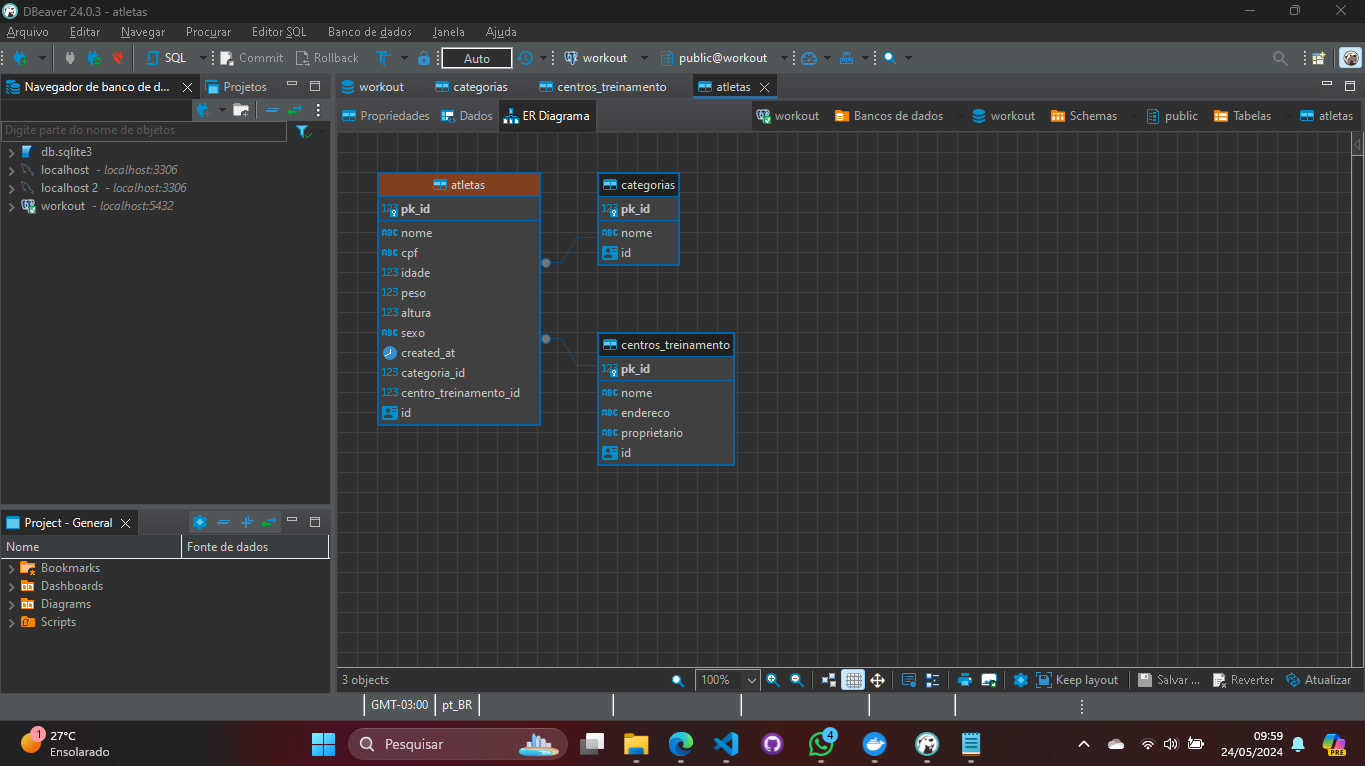 DBeaver 24.0.3 - atletas
Arquivo Editar Navegar Procurar Editor SQL Banco de dados Janela Ajuda
SQL Commit Rollback Auto workout public@workout
Navegador de banco de d... Projetos
workout categorias centros_treinamento atletas
Propriedades Dados ER Diagrama workout Bancos de dados workout Schemas public Tabelas atletas
Digite parte do nome de objetos
db.sqlite3
localhost - localhost:3306
localhost 2 - localhost:3306
workout - localhost:5432
atletas
123 pk_id
ABC nome
ABC cpf
123 idade
123 peso
123 altura
ABC sexo
created_at
123 categoria_id
123 centro_treinamento_id
id
categorias
123 pk_id
ABC nome
id
centros_treinamento
123 pk_id
ABC nome
ABC endereco
ABC proprietario
id
Project - General
Nome Fonte de dados
Bookmarks
Dashboards
Diagrams
Scripts
3 objects 100% Keep layout Salvar ... Reverter Atualizar
GMT-03:00 pt_BR
1 27°C
Ensolarado
Pesquisar
4
PRE
09:59
24/05/2024